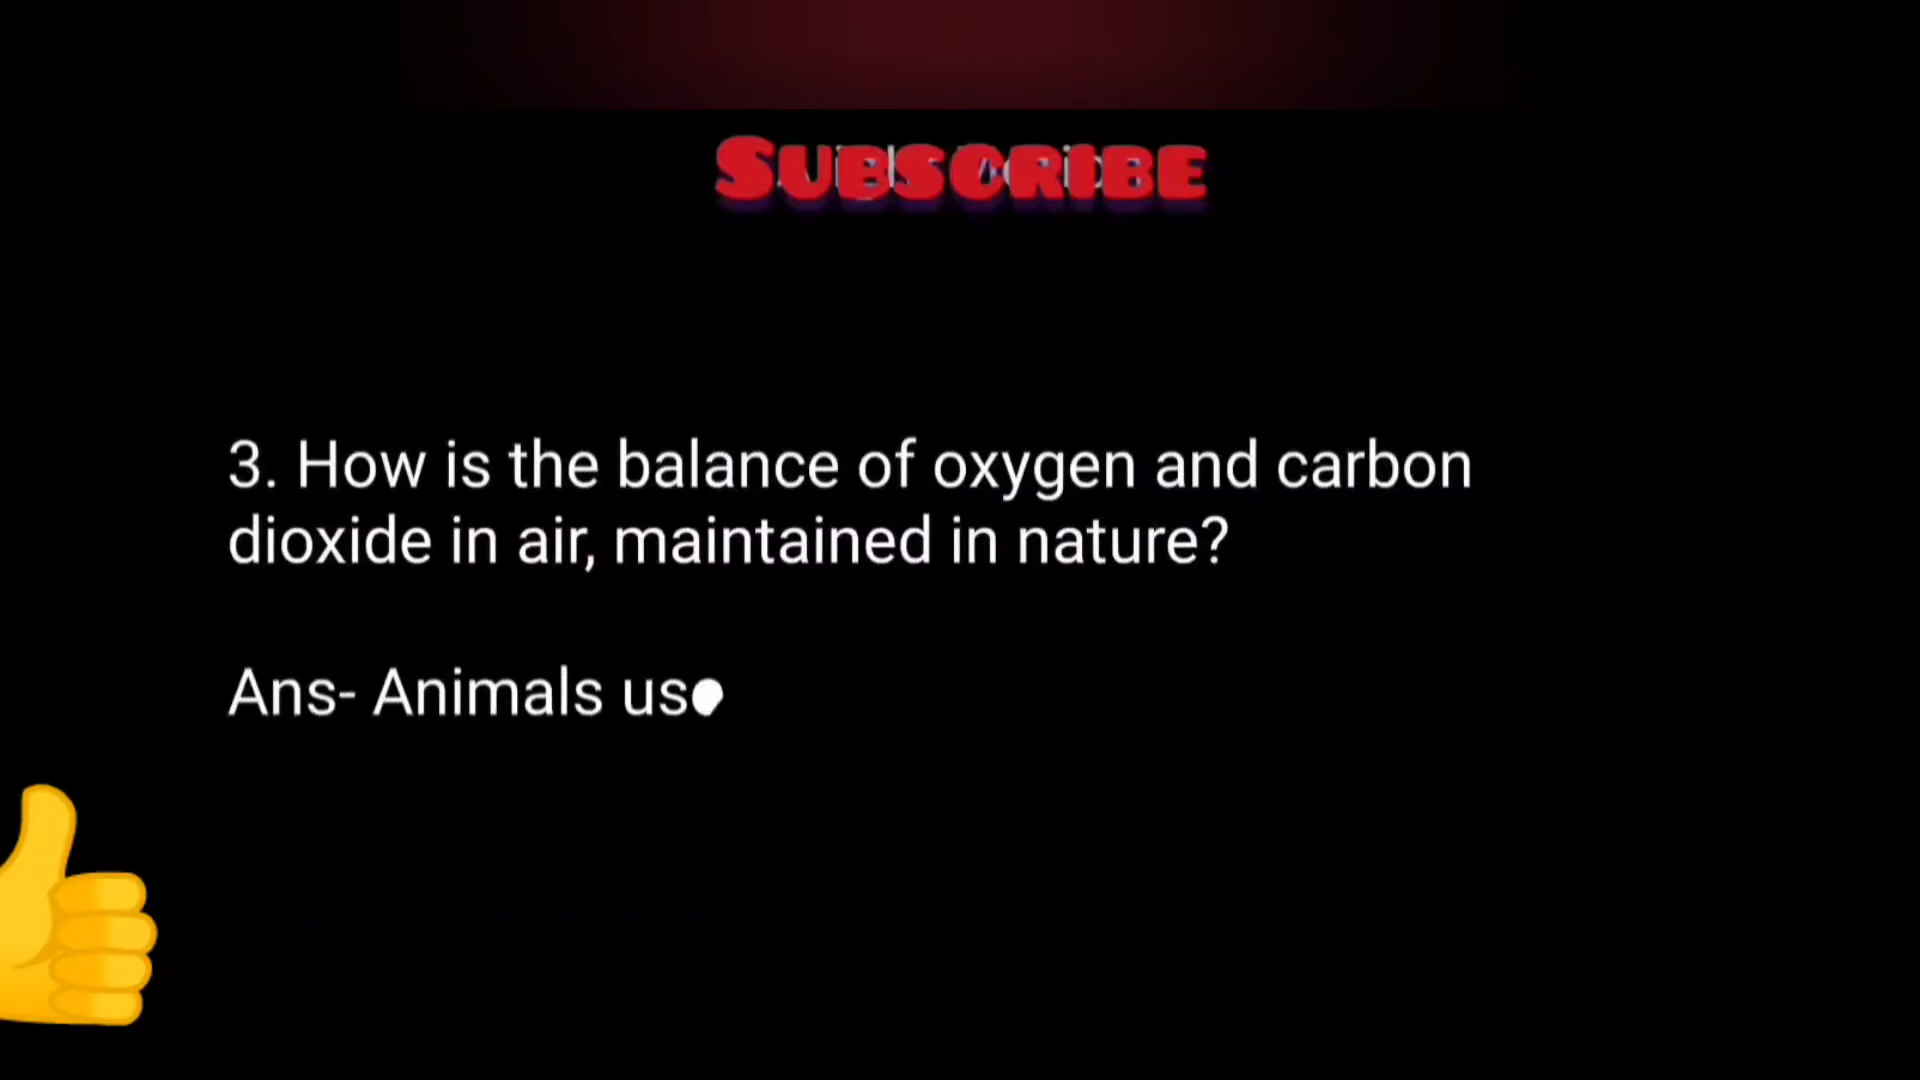 SUBSCRIBE
3. How is the balance of oxygen and carbon
dioxide in air, maintained in nature?
Ans- Animals us